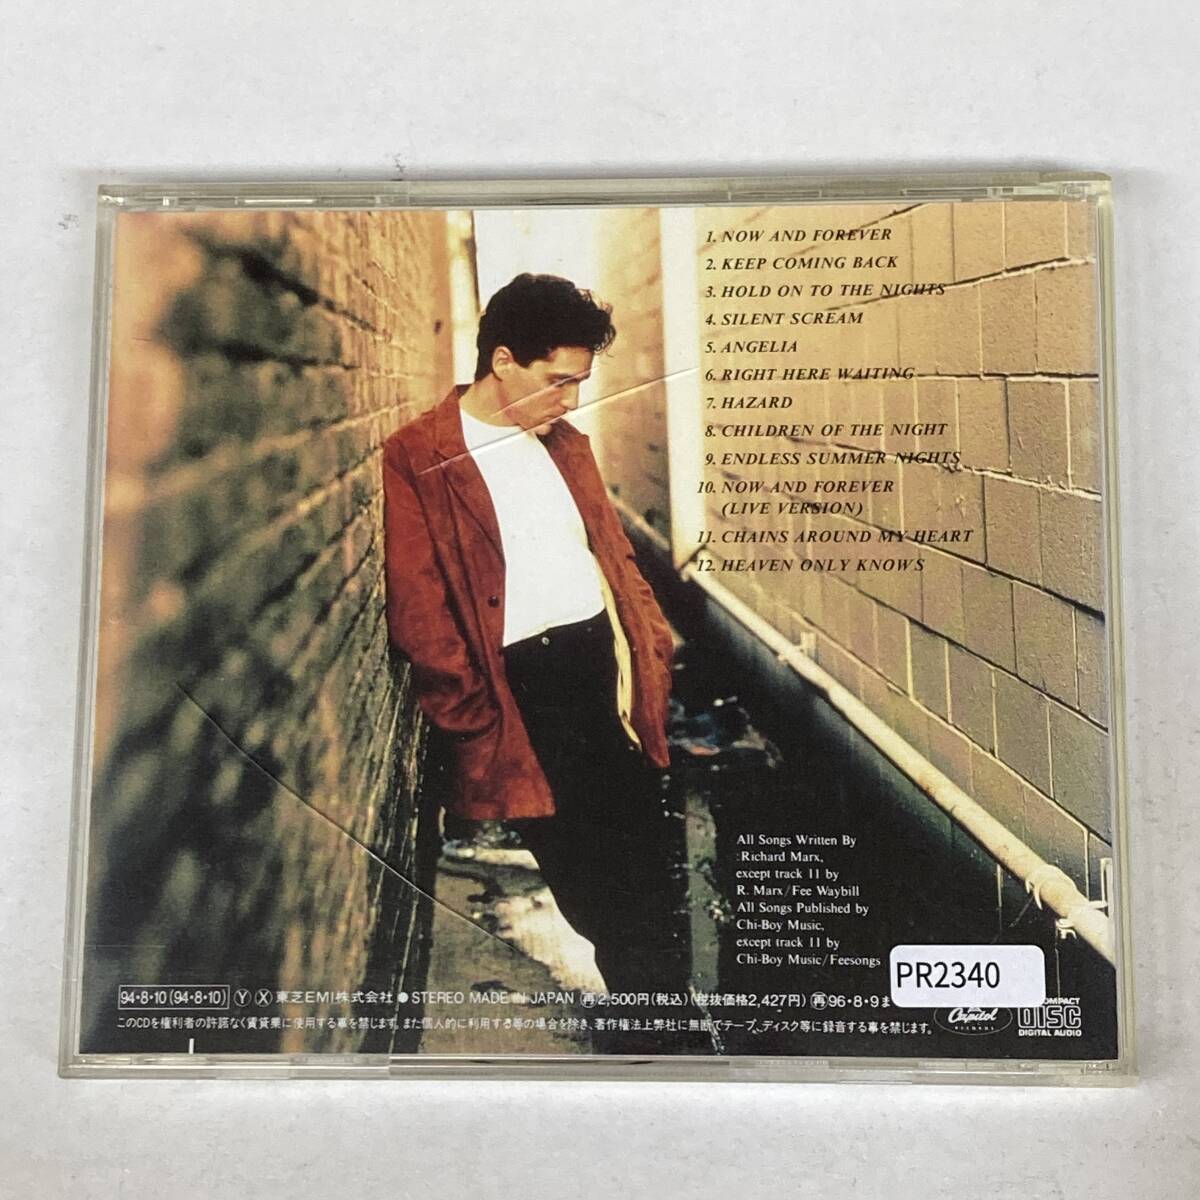 1. NOW AND FOREVER
2. KEEP COMING BACK
3. HOLD ON TO THE NIGHTS
4. SILENT SCREAM
5. ANGELIA
6. RIGHT HERE WAITING
7. HAZARD
8. CHILDREN OF THE NIGHT
9. ENDLESS SUMMER NIGHTS
10. NOW AND FOREVER
(LIVE VERSION)
11. CHAINS AROUND MY HEART
12. HEAVEN ONLY KNOWS
All Songs Written By
:Richard Marx,
except track 11 by
R. Marx/Fee Waybill
All Songs Published by
Chi-Boy Music,
except track 11 by
Chi-Boy Music/Feesongs
PR2340
94・8・10(94・8・10) Ⓨ Ⓧ 東芝EMI株式会社 ● STEREO MADE IN JAPAN ㊢2,500円(税込)(税抜価格2,427円) ㊢96・8・9ま
このCDを権利者の許諾なく賃貸業に使用する事を禁じます。また個人的に利用する等の場合を除き、著作権法上弊社に無断でテープ、ディスク等に録音する事を禁じます。
Capitol
RECORDS
COMPACT
DISC
DIGITAL AUDIO